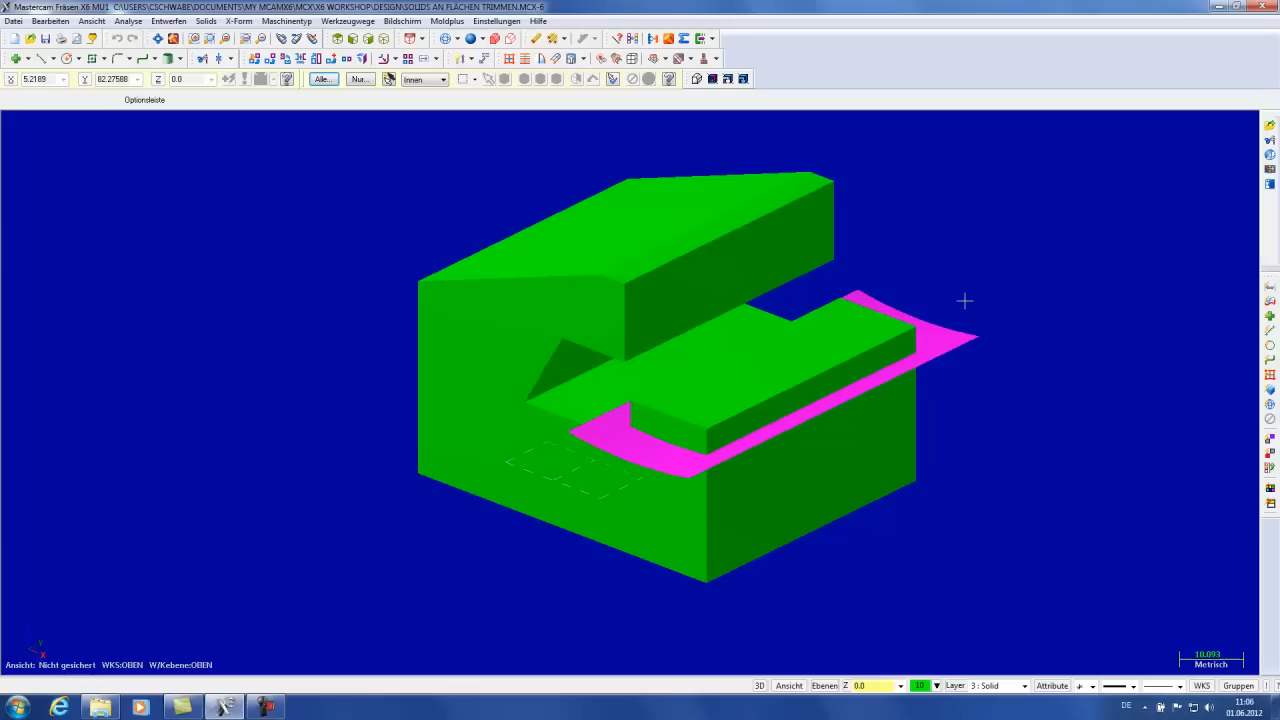 Mastercam Fräsen X6 MU1 C:\USERS\CSCHWABE\DOCUMENTS\MY MCAMX6\MCX\X6 WORKSHOP\DESIGN\SOLIDS AN FLÄCHEN TRIMMEN.MCX-6
Datei Bearbeiten Ansicht Analyse Entwerfen Solids X-Form Maschinentyp Werkzeugwege Bildschirm Moldplus Einstellungen Hilfe
X 5.2189 Y 82.27588 Z 0.0 Alle... Nur... Innen
Optionsleiste
Y
X
10.093
Metrisch
Ansicht: Nicht gesichert WKS:OBEN W/Kebene:OBEN
3D Ansicht Ebenen Z 0.0 10 Layer 3 : Solid Attribute WKS Gruppen
DE 11:06
01.06.2012